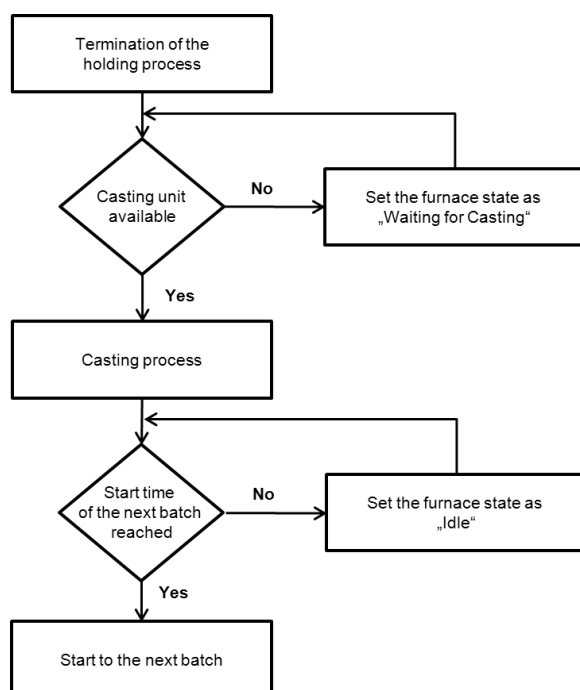 Termination of the
holding process
Casting unit
available
No
Set the furnace state as
„Waiting for Casting“
Yes
Casting process
Start time
of the next batch
reached
No
Set the furnace state as
„Idle“
Yes
Start to the next batch